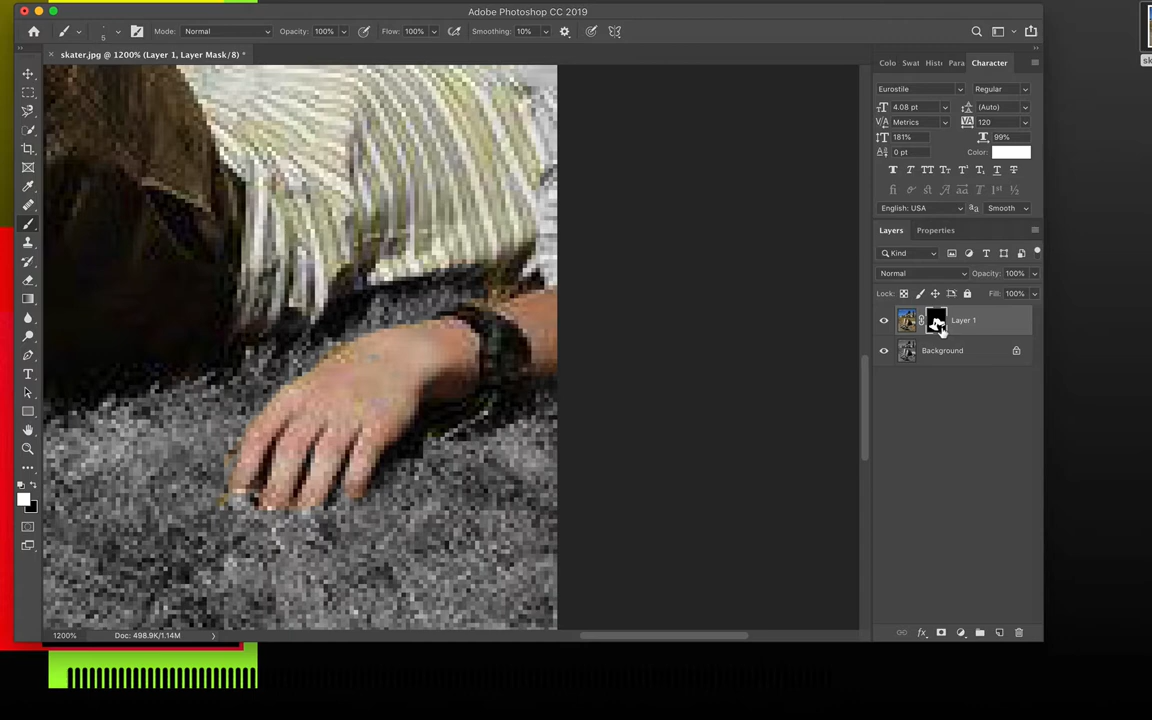 Adobe Photoshop CC 2019
5
Mode: Normal
Opacity: 100%
Flow: 100%
Smoothing: 10%
skater.jpg @ 1200% (Layer 1, Layer Mask/8) *
Colo Swat Histo Para Character
Eurostile Regular
4.08 pt (Auto)
Metrics 120
181% 99%
0 pt Color:
English: USA Smooth
Layers Properties
Kind
Normal Opacity: 100%
Lock: Fill: 100%
Layer 1
Background
1200% Doc: 498.9K/1.14M
sk